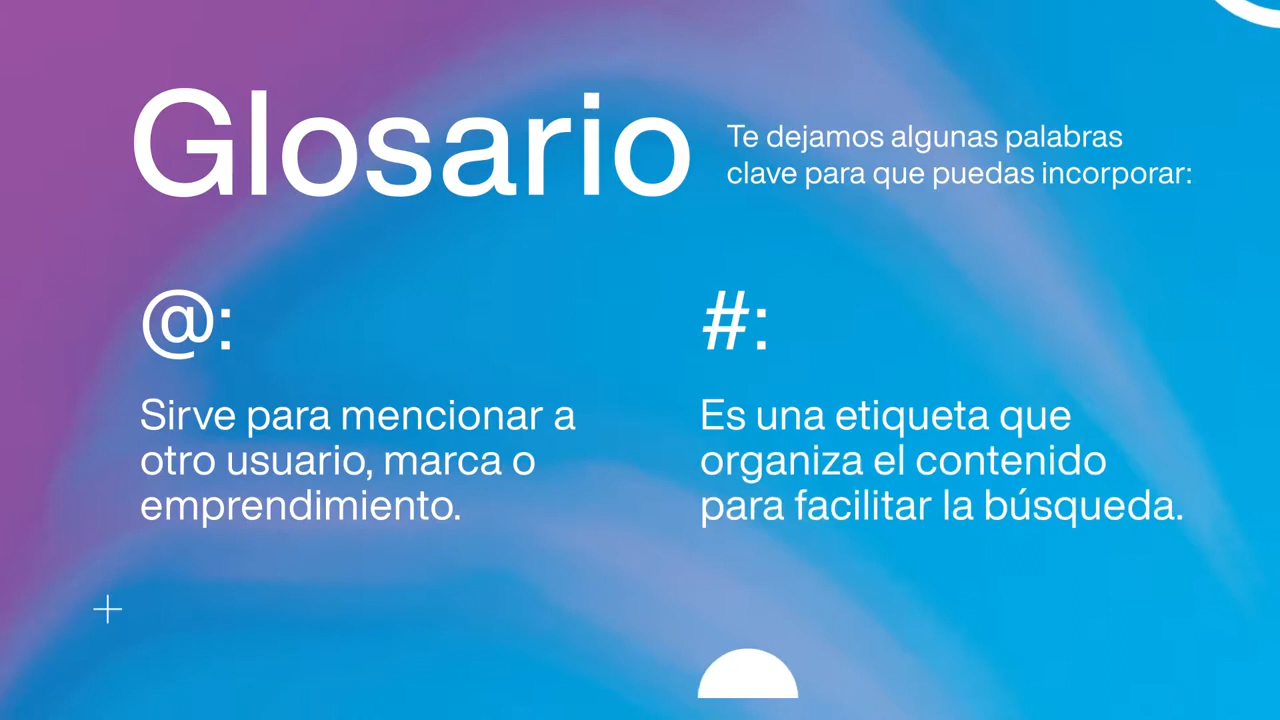 Glosario
Te dejamos algunas palabras
clave para que puedas incorporar:
@:
Sirve para mencionar a
otro usuario, marca o
emprendimiento.
#:
Es una etiqueta que
organiza el contenido
para facilitar la búsqueda.